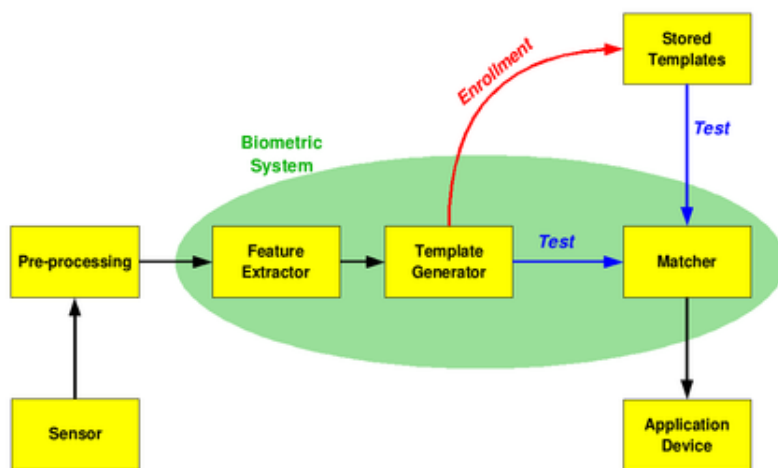 Stored
Templates
Enrollment
Test
Biometric
System
Pre-processing
Feature
Extractor
Template
Generator
Test
Matcher
Sensor
Application
Device